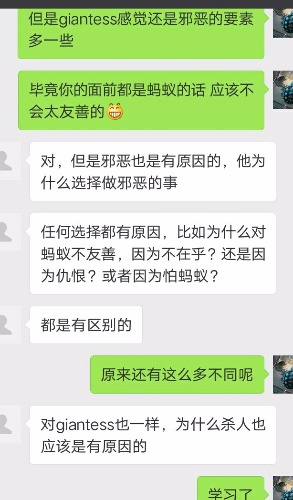 但是giantess感觉还是邪恶的要素
多一些
毕竟你的面前都是蚂蚁的话 应该不
会太友善的😁
对，但是邪恶也是有原因的，他为
什么选择做邪恶的事
任何选择都有原因，比如为什么对
蚂蚁不友善，因为不在乎？还是因
为仇恨？或者因为怕蚂蚁？
都是有区别的
原来还有这么多不同呢
对giantess也一样，为什么杀人也
应该是有原因的
学习了